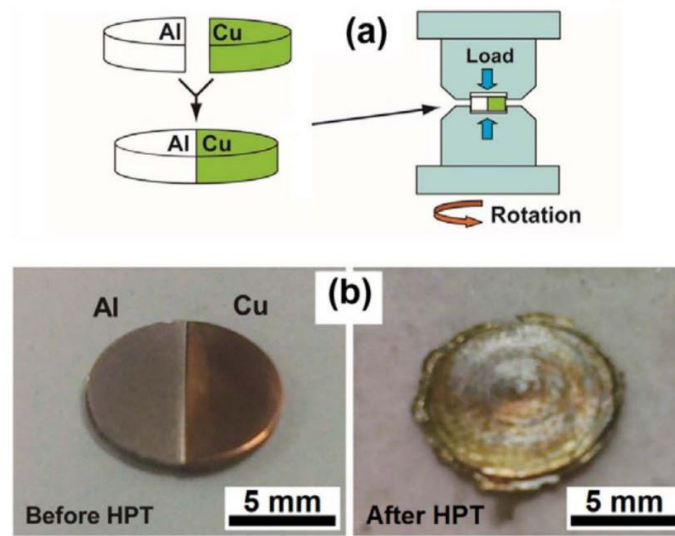 Al Cu
(a)
Load
Al Cu
Rotation
(b)
Al Cu
Before HPT
5 mm
After HPT
5 mm